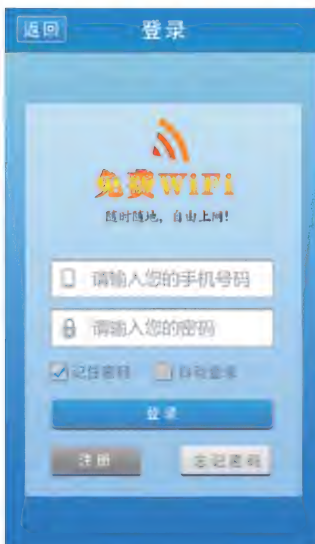 返回 登录
免费WiFi
随时随地，自由上网!
请输入您的手机号码
请输入您的密码
记住密码 自动登录
登录
注册 忘记密码